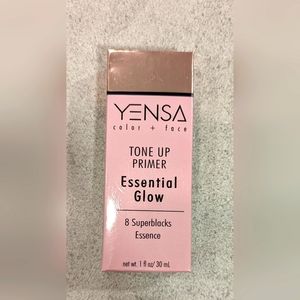 YENSA
color + face
TONE UP
PRIMER
Essential
Glow
8 Superblacks
Essence
net wt. 1 fl oz/ 30 mL